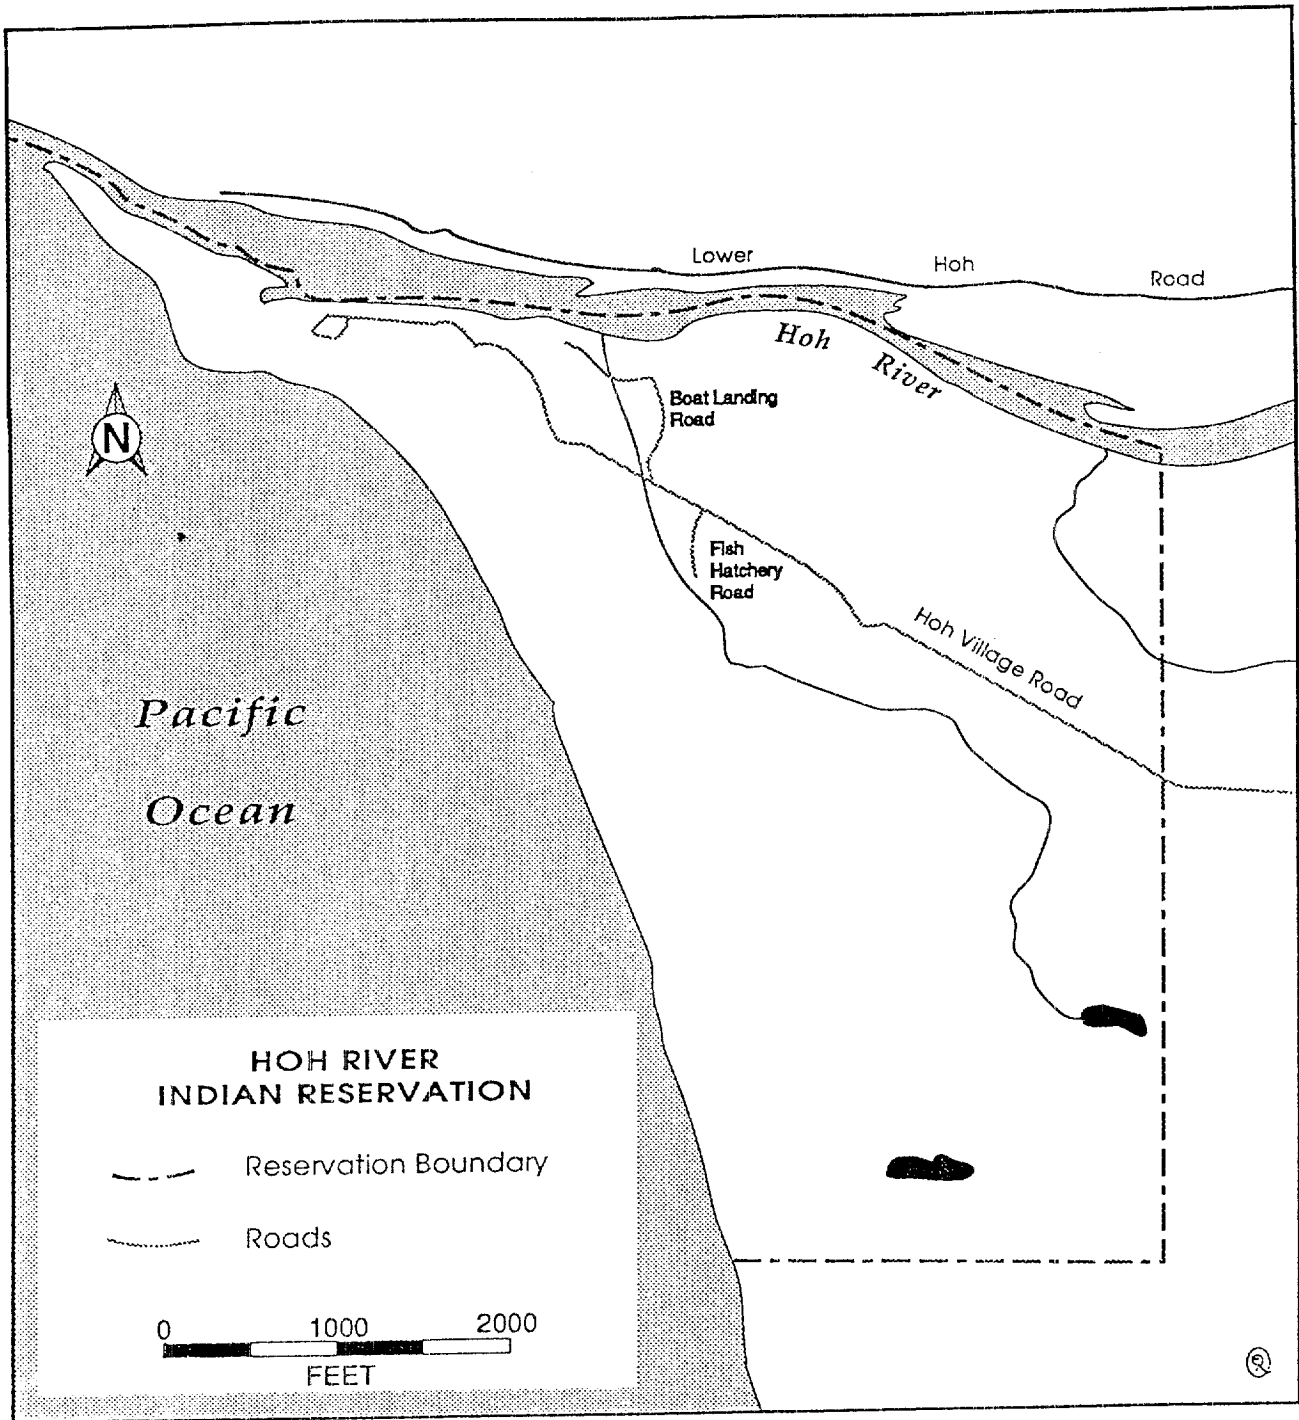 Lower Hoh Road
Hoh
River
Boat Landing
Road
N
Fish
Hatchery
Road
Hoh Village Road
Pacific
Ocean
HOH RIVER
INDIAN RESERVATION
Reservation Boundary
Roads
0 1000 2000
FEET